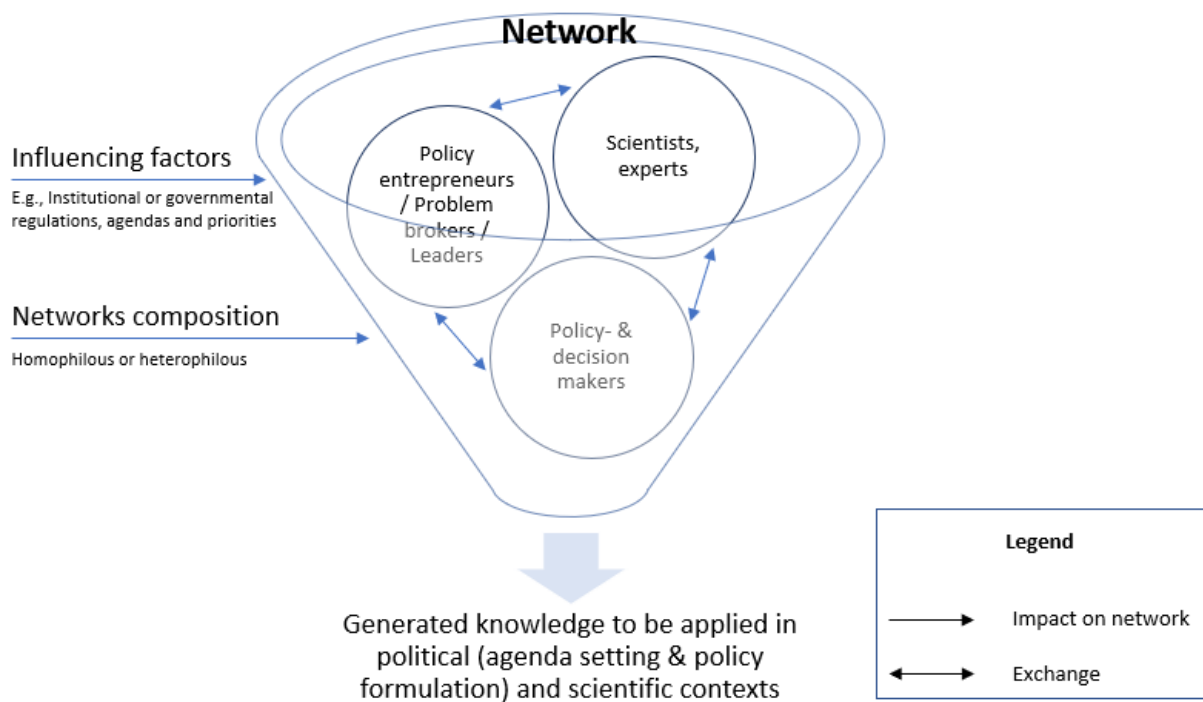 Network
Influencing factors
E.g., Institutional or governmental
regulations, agendas and priorities
Networks composition
Homophilous or heterophilous
Policy
entrepreneurs
/ Problem
brokers /
Leaders
Scientists,
experts
Policy- &
decision
makers
Generated knowledge to be applied in
political (agenda setting & policy
formulation) and scientific contexts
Legend
Impact on network
Exchange